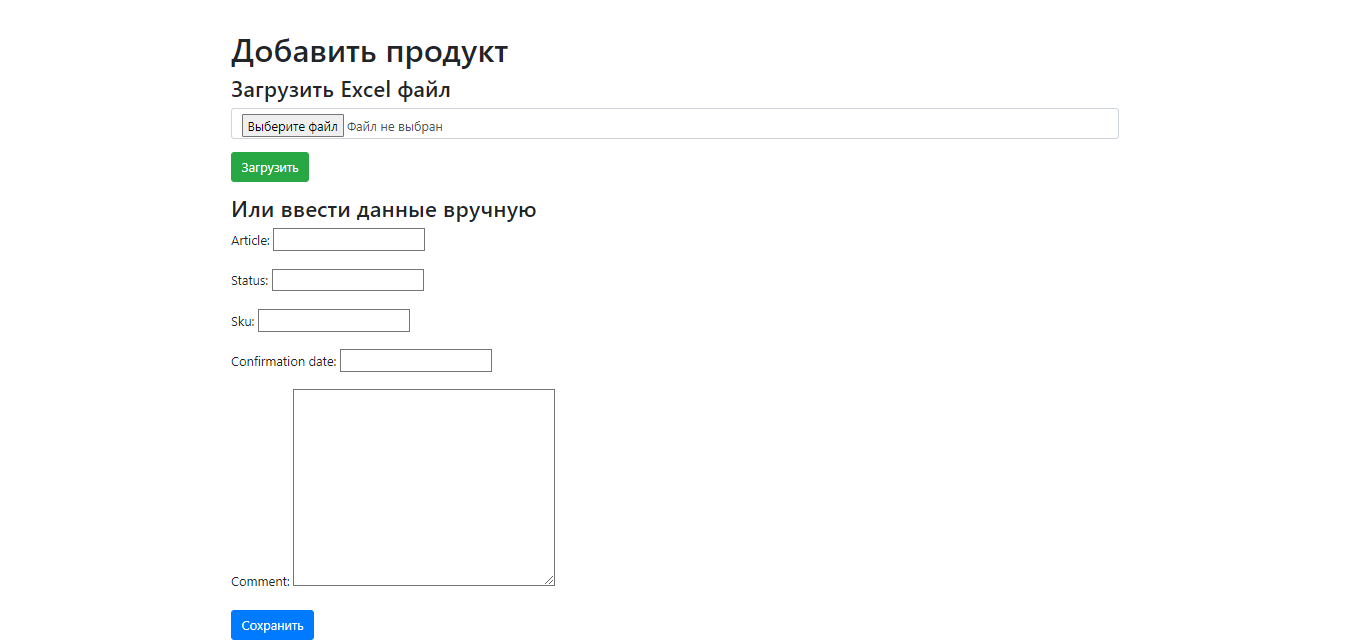 Добавить продукт
Загрузить Excel файл
Выберите файл Файл не выбран
Загрузить
Или ввести данные вручную
Article:
Status:
Sku:
Confirmation date:
Comment:
Сохранить